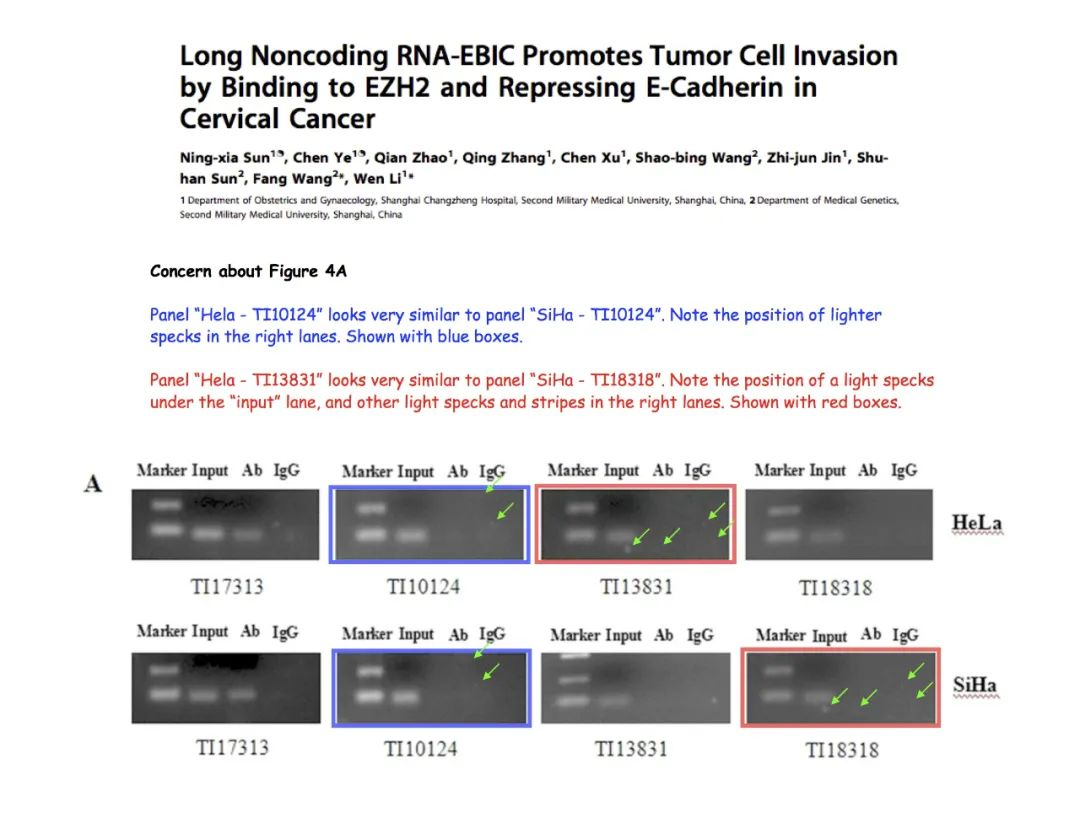 Long Noncoding RNA-EBIC Promotes Tumor Cell Invasion
by Binding to EZH2 and Repressing E-Cadherin in
Cervical Cancer
Ning-xia Sun1☯, Chen Ye1☯, Qian Zhao1, Qing Zhang1, Chen Xu1, Shao-bing Wang2, Zhi-jun Jin1, Shu-
han Sun2, Fang Wang2*, Wen Li1*
1 Department of Obstetrics and Gynaecology, Shanghai Changzheng Hospital, Second Military Medical University, Shanghai, China, 2 Department of Medical Genetics,
Second Military Medical University, Shanghai, China
Concern about Figure 4A
Panel “Hela - TI10124” looks very similar to panel “SiHa - TI10124”. Note the position of lighter
specks in the right lanes. Shown with blue boxes.
Panel “Hela - TI13831” looks very similar to panel “SiHa - TI18318”. Note the position of a light specks
under the “input” lane, and other light specks and stripes in the right lanes. Shown with red boxes.
A
Marker Input Ab IgG Marker Input Ab IgG Marker Input Ab IgG Marker Input Ab IgG
HeLa
TI17313 TI10124 TI13831 TI18318
Marker Input Ab IgG Marker Input Ab IgG Marker Input Ab IgG Marker Input Ab IgG
SiHa
TI17313 TI10124 TI13831 TI18318